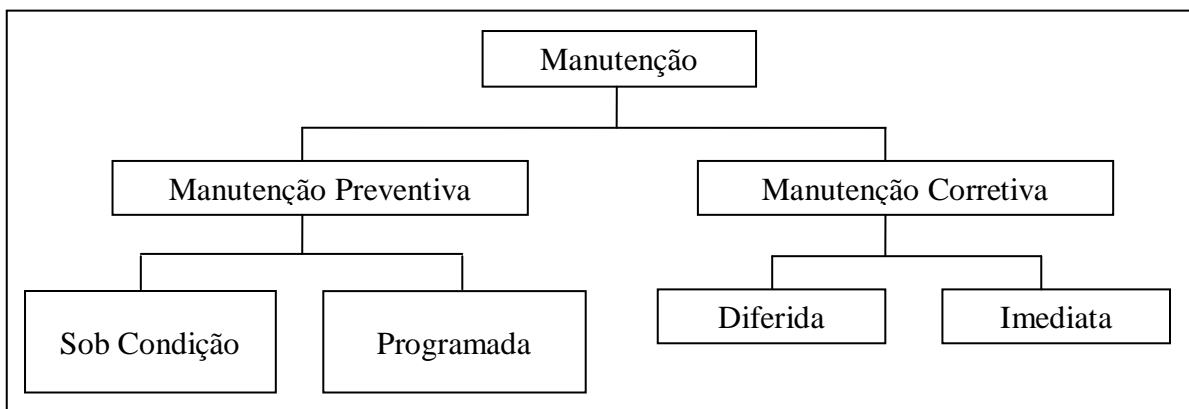 Manutenção
Manutenção Preventiva
Manutenção Corretiva
Sob Condição
Programada
Diferida
Imediata